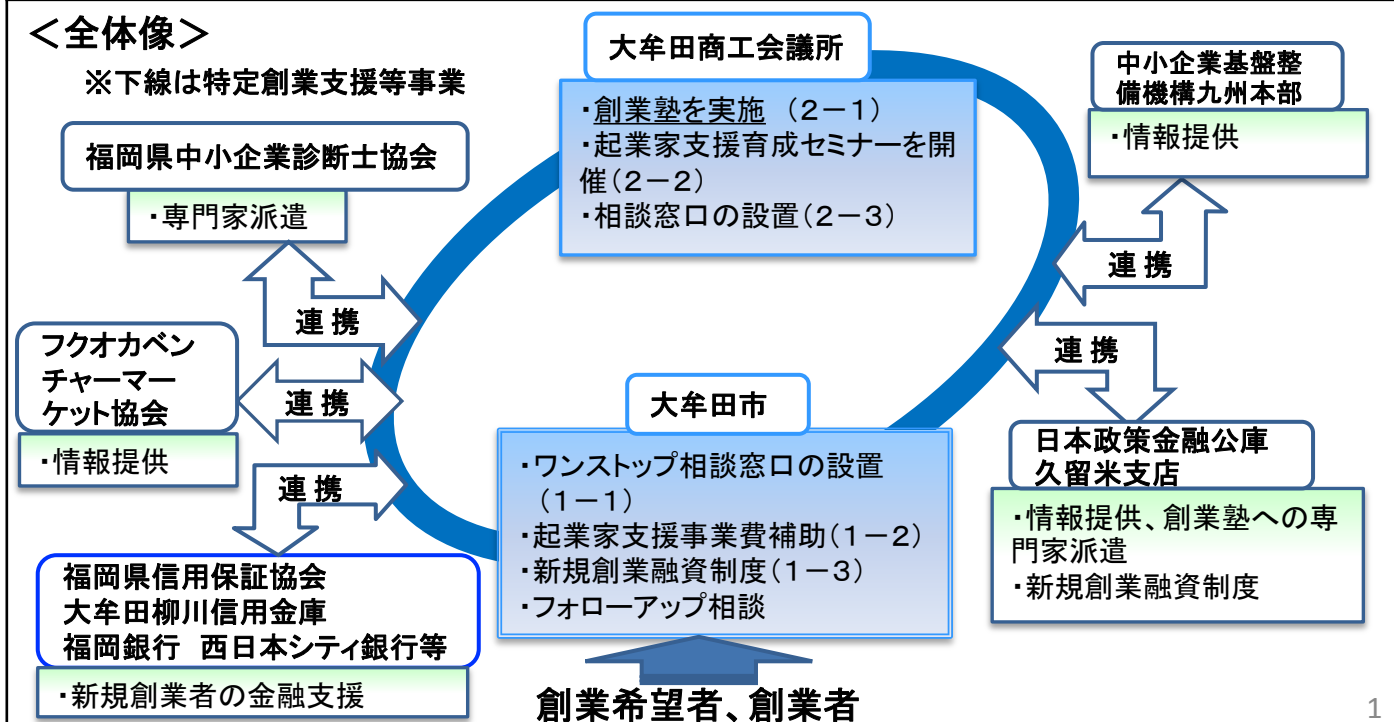 ＜全体像＞
※下線は特定創業支援等事業
大牟田商工会議所
・創業塾を実施　（２－１）
・起業家支援育成セミナーを開
催（２－２）
・相談窓口の設置（２－３）
中小企業基盤整
備機構九州本部
・情報提供
福岡県中小企業診断士協会
・専門家派遣
連 携
連 携
フクオカベン
チャーマー
ケット協会
・情報提供
連 携
連 携
大牟田市
・ワンストップ相談窓口の設置
（１－１）
・起業家支援事業費補助（１－２）
・新規創業融資制度（１－３）
・フォローアップ相談
連 携
日本政策金融公庫
久留米支店
・情報提供、創業塾への専
門家派遣
・新規創業融資制度
福岡県信用保証協会
大牟田柳川信用金庫
福岡銀行　西日本シティ銀行等
・新規創業者の金融支援
創業希望者、創業者
1